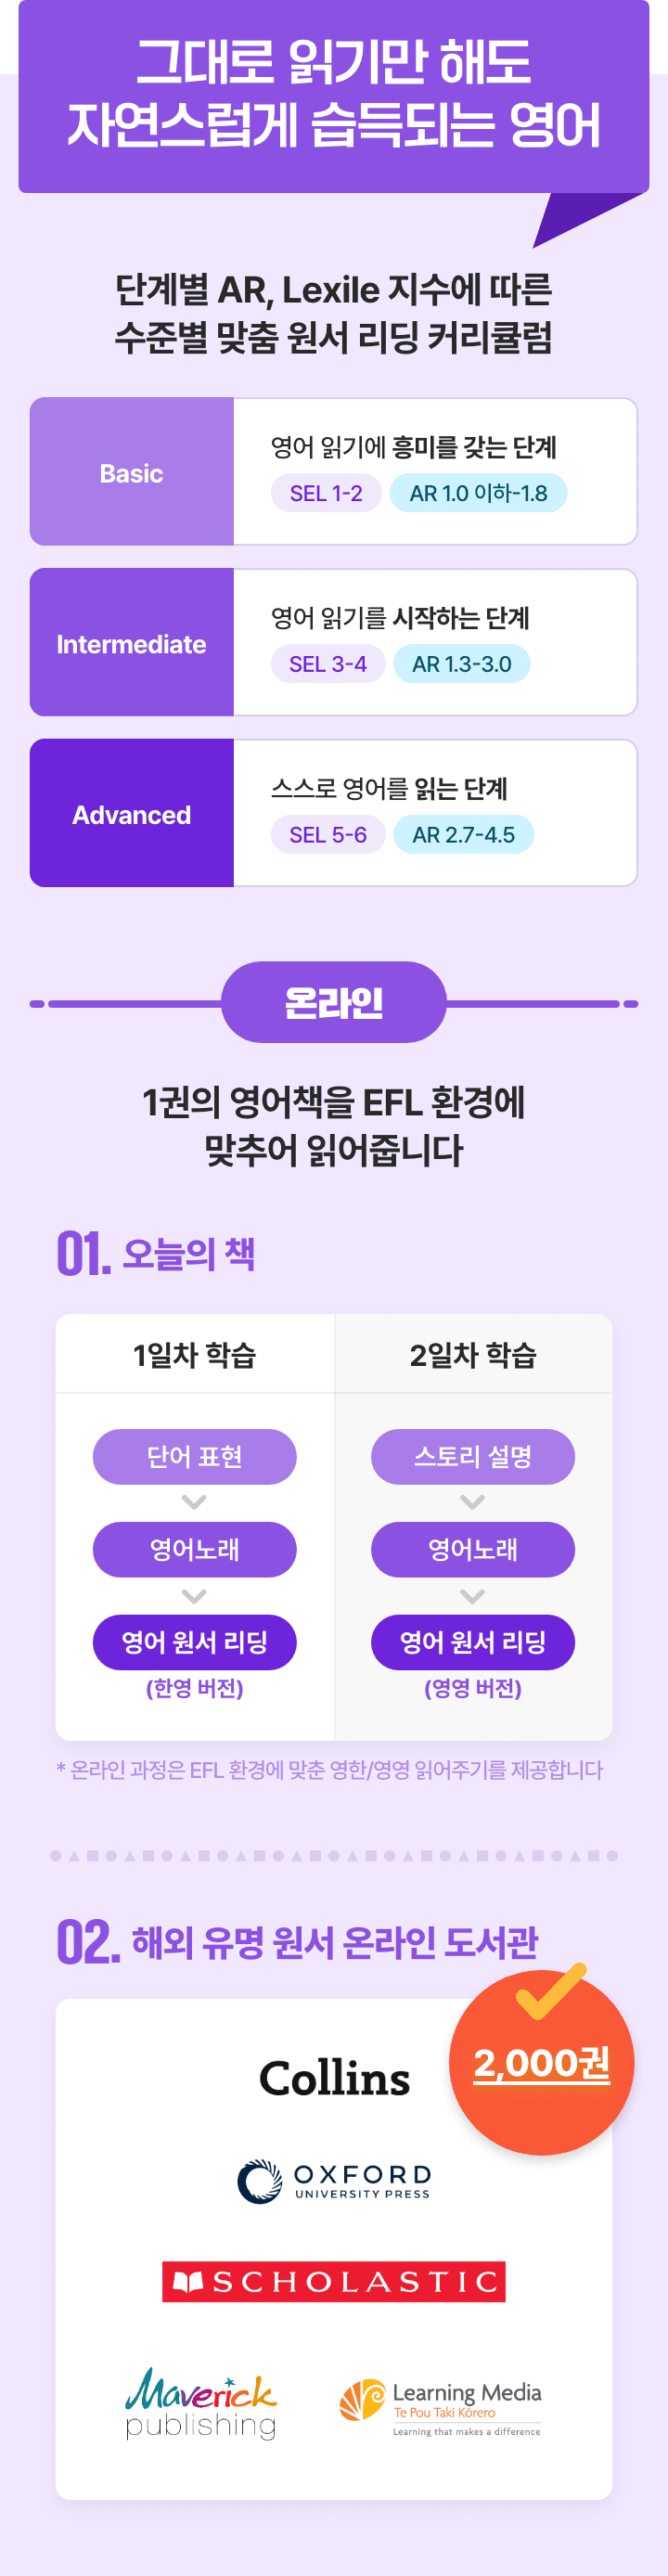 그대로 읽기만 해도
자연스럽게 습득되는 영어
단계별 AR, Lexile 지수에 따른
수준별 맞춤 원서 리딩 커리큘럼
Basic
영어 읽기에 흥미를 갖는 단계
SEL 1-2 AR 1.0 이하-1.8
Intermediate
영어 읽기를 시작하는 단계
SEL 3-4 AR 1.3-3.0
Advanced
스스로 영어를 읽는 단계
SEL 5-6 AR 2.7-4.5
온라인
1권의 영어책을 EFL 환경에
맞추어 읽어줍니다
01. 오늘의 책
1일차 학습
단어 표현
영어노래
영어 원서 리딩
(한영 버전)
2일차 학습
스토리 설명
영어노래
영어 원서 리딩
(영영 버전)
* 온라인 과정은 EFL 환경에 맞춘 영한/영영 읽어주기를 제공합니다
02. 해외 유명 원서 온라인 도서관
2,000권
Collins
OXFORD
UNIVERSITY PRESS
SCHOLASTIC
Maverick
publishing
Learning Media
Te Pou Taki Kōrero
Learning that makes a difference